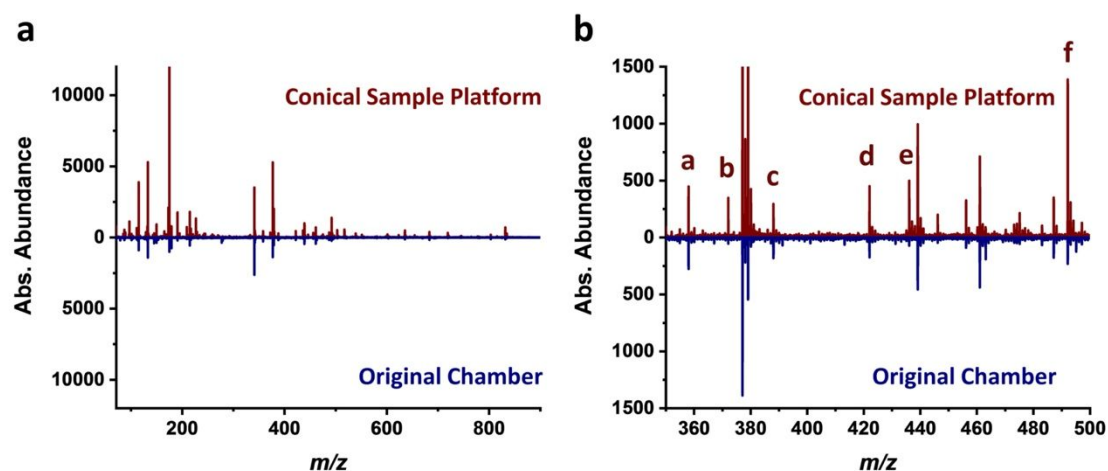 a
Abs. Abundance
10000
5000
0
5000
10000
Conical Sample Platform
Original Chamber
200
400
600
800
m/z
b
Abs. Abundance
1500
1000
500
0
500
1000
1500
f
Conical Sample Platform
a
b
c
d
e
Original Chamber
360
380
400
420
440
460
480
500
m/z